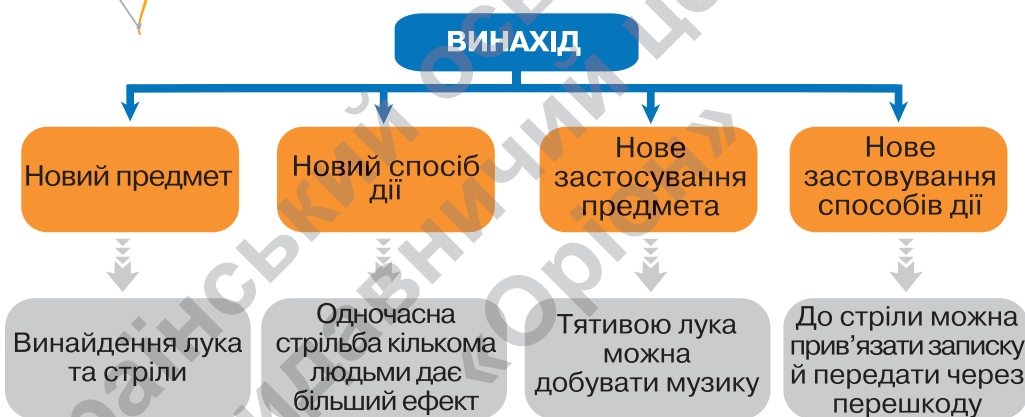 ВИНАХІД
Новий предмет
Новий спосіб
дії
Нове
застосування
предмета
Нове
застовування
способів дії
Винайдення лука
та стріли
Одночасна
стрільба кількома
людьми дає
більший ефект
Тятивою лука
можна
добувати музику
До стріли можна
прив’язати записку
й передати через
перешкоду
«Оріон»